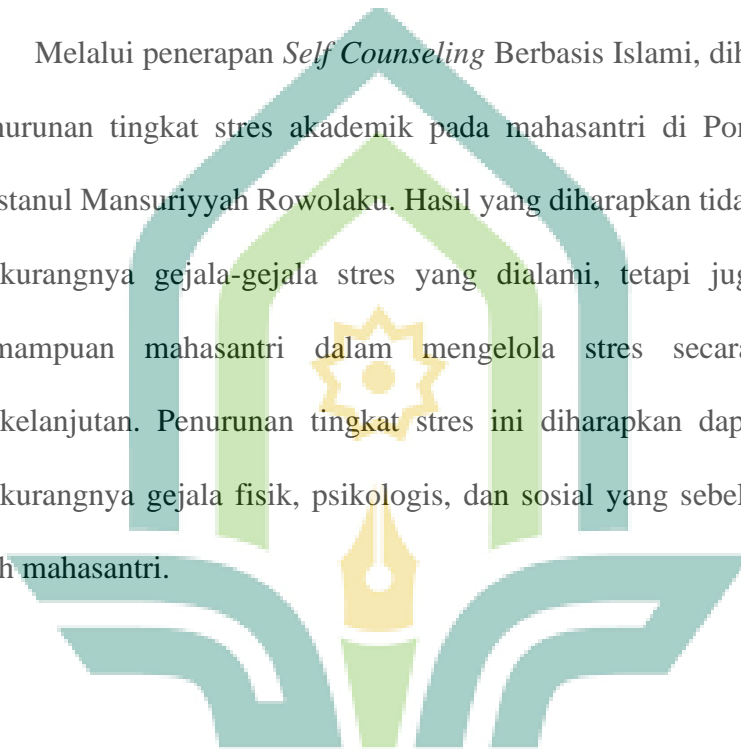 Melalui penerapan Self Counseling Berbasis Islami, dih
nurunan tingkat stres akademik pada mahasantri di Por
stanul Mansuriyyah Rowolaku. Hasil yang diharapkan tida
kurangnya gejala-gejala stres yang dialami, tetapi jug
mampuan mahasantri dalam mengelola stres secara
kelanjutan. Penurunan tingkat stres ini diharapkan dap
kurangnya gejala fisik, psikologis, dan sosial yang sebel
h mahasantri.